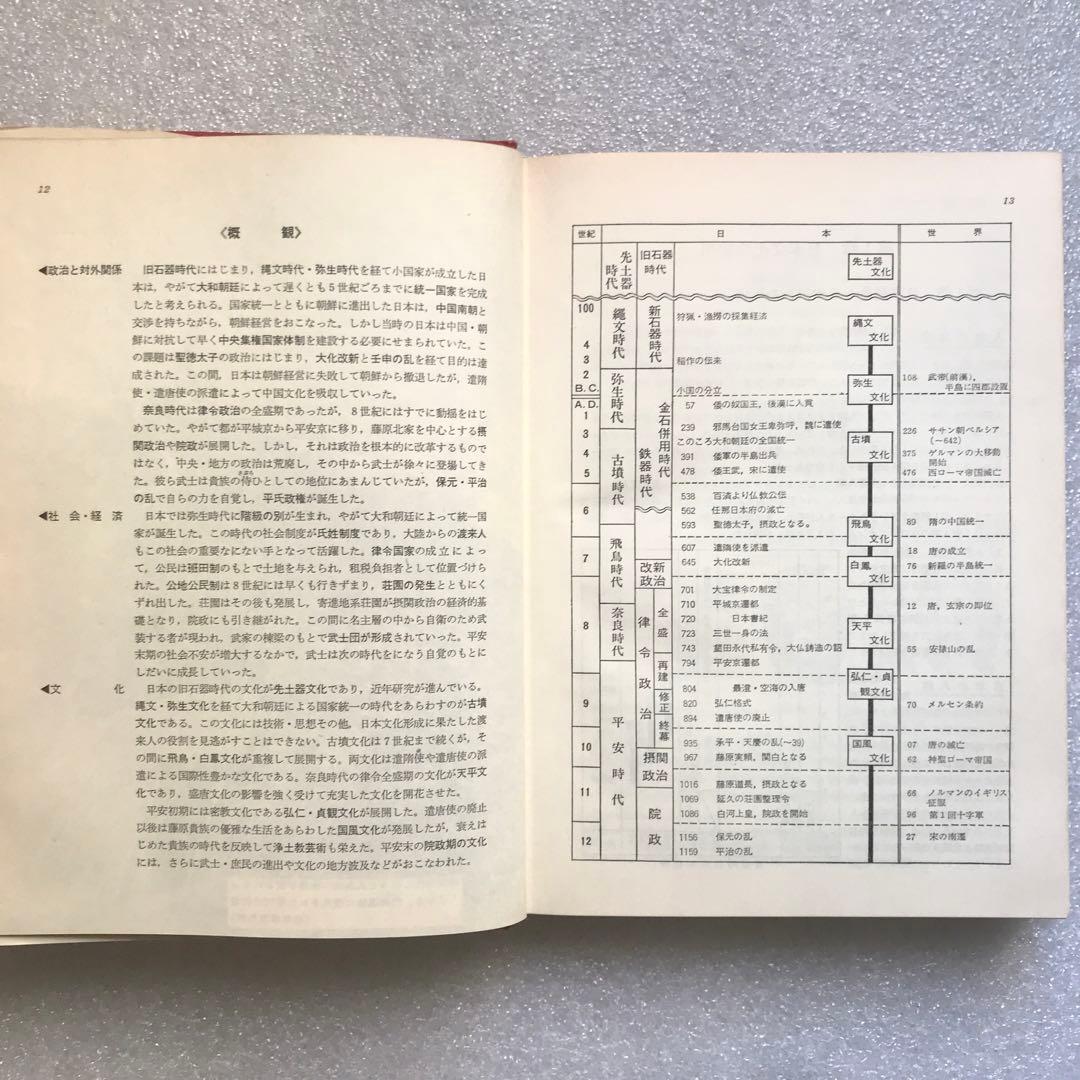 12
《概　観》
◀政治と対外関係　旧石器時代にはじまり，縄文時代・弥生時代を経て小国家が成立した日
本は，やがて大和朝廷によって遅くとも5世紀ごろまでに統一国家を完成
したと考えられる。国家統一とともに朝鮮に進出した日本は，中国南朝と
交渉を持ちながら，朝鮮経営をおこなった。しかし当時の日本は中国・朝
鮮に対抗して早く中央集権国家体制を建設する必要にせまられていた。こ
の課題は聖徳太子の政治にはじまり，大化改新と壬申の乱を経て目的は達
成された。この間，日本は朝鮮経営に失敗して朝鮮から撤退したが，遣隋
使・遣唐使の派遣によって中国文化を吸収していった。
奈良時代は律令政治の全盛期であったが，8世紀にはすでに動揺をはじ
めていた。やがて都が平城京から平安京に移り，藤原北家を中心とする摂
関政治や院政が展開した。しかし，それは政治を根本的に改革するもので
はなく，中央・地方の政治は荒廃し，その中から武士が徐々に登場してき
た。彼ら武士は貴族の侍ひとしての地位にあまんじていたが，保元・平治
の乱で自らの力を自覚し，平氏政権が誕生した。
◀社会・経済　日本では弥生時代に階級の別が生まれ，やがて大和朝廷によって統一国
家が誕生した。この時代の社会制度が氏姓制度であり，大陸からの渡来人
もこの社会の重要なにない手となって活躍した。律令国家の成立によっ
て，公民は班田制のもとで土地を与えられ，租税負担者として位置づけられ
た。公地公民制は8世紀には早くも行きずまり，荘園の発生とともにく
ずれ出した。荘園はその後も発展し，寄進地系荘園が摂関政治の経済的基
礎となり，院政にも引き継がれた。この間に名主層の中から自衛のため武
装する者が現われ，武家の棟梁のもとで武士団が形成されていった。平安
末期の社会不安が増大するなかで，武士は次の時代をになう自覚のもとに
しだいに成長していった。
◀文　化　日本の旧石器時代の文化が先土器文化であり，近年研究が進んでいる。
縄文・弥生文化を経て大和朝廷による国家統一の時代をあらわすのが古墳
文化である。この文化には技術・思想その他，日本文化形成に果たした渡
来人の役割を見逃がすことはできない。古墳文化は7世紀まで続くが，そ
の間に飛鳥・白鳳文化が重複して展開する。両文化は遣隋使や遣唐使の派
遣による国際性豊かな文化である。奈良時代の律令全盛期の文化が天平文
化であり，盛唐文化の影響を強く受けて充実した文化を開花させた。
平安初期には密教文化である弘仁・貞観文化が展開した。遣唐使の廃止
以後は藤原貴族の優雅な生活をあらわした国風文化が発展したが，衰えは
じめた貴族の時代を反映して浄土教芸術も栄えた。平安末の院政期の文化
には，さらに武士・庶民の進出や文化の地方波及などがおこなわれた。
13
世紀　日　本　世　界
先土器時代　旧石器時代　先土器文化
100
縄文時代　新石器時代　狩猟・漁撈の採集経済　縄文文化
4
3　稲作の伝来
2　弥生時代　金石併用時代　弥生文化　108　武帝(前漢)，半島に四郡設置
B.C.　小国の分立
A.D.
1　57　倭の奴国王，後漢に入貢
3　古墳時代　鉄器時代　239　邪馬台国女王卑弥呼，魏に遣使　古墳文化　226　ササン朝ペルシア(〜642)
このころ大和朝廷の全国統一
4　391　倭軍の半島出兵　375　ゲルマンの大移動開始
5　478　倭王武，宋に遣使　476　西ローマ帝国滅亡
538　百済より仏教公伝
6　562　任那日本府の滅亡
飛鳥時代　593　聖徳太子，摂政となる。　飛鳥文化　89　隋の中国統一
7　607　遣隋使を派遣　18　唐の成立
改新政治　645　大化改新　白鳳文化　76　新羅の半島統一
8　奈良時代　律令政治　全盛　701　大宝律令の制定
710　平城京遷都　12　唐，玄宗の即位
720　日本書紀
723　三世一身の法　天平文化
743　墾田永代私有令，大仏鋳造の詔　55　安禄山の乱
平安時代　再建　794　平安京遷都
9　修正　804　最澄・空海の入唐　弘仁・貞観文化
820　弘仁格式　70　メルセン条約
終幕　894　遣唐使の廃止
10　摂関政治　935　承平・天慶の乱(〜39)　国風文化　07　唐の滅亡
967　藤原実頼，関白となる　62　神聖ローマ帝国
11　1016　藤原道長，摂政となる
院政　1069　延久の荘園整理令　66　ノルマンのイギリス征服
1086　白河上皇，院政を開始　96　第1回十字軍
12　1156　保元の乱　27　宋の南遷
1159　平治の乱